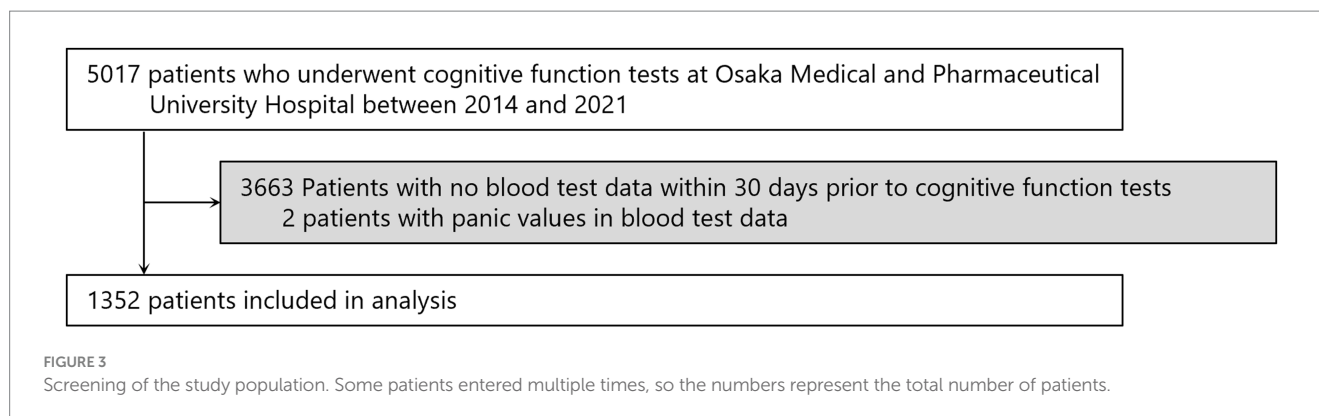 5017 patients who underwent cognitive function tests at Osaka Medical and Pharmaceutical
University Hospital between 2014 and 2021
3663 Patients with no blood test data within 30 days prior to cognitive function tests
2 patients with panic values in blood test data
1352 patients included in analysis
FIGURE 3
Screening of the study population. Some patients entered multiple times, so the numbers represent the total number of patients.